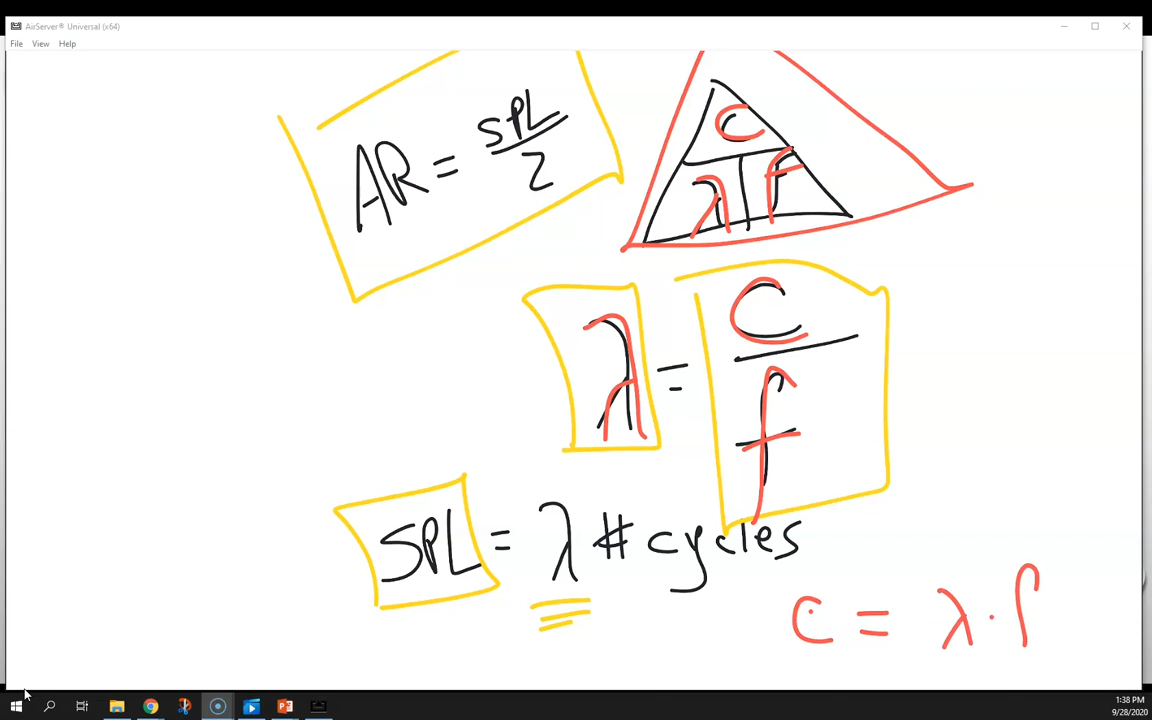 AirServer® Universal (x64)
File View Help
AR = SPL/2
C
λ f
λ = C/f
SPL = λ # cycles
c = λ · f
1:38 PM
9/28/2020